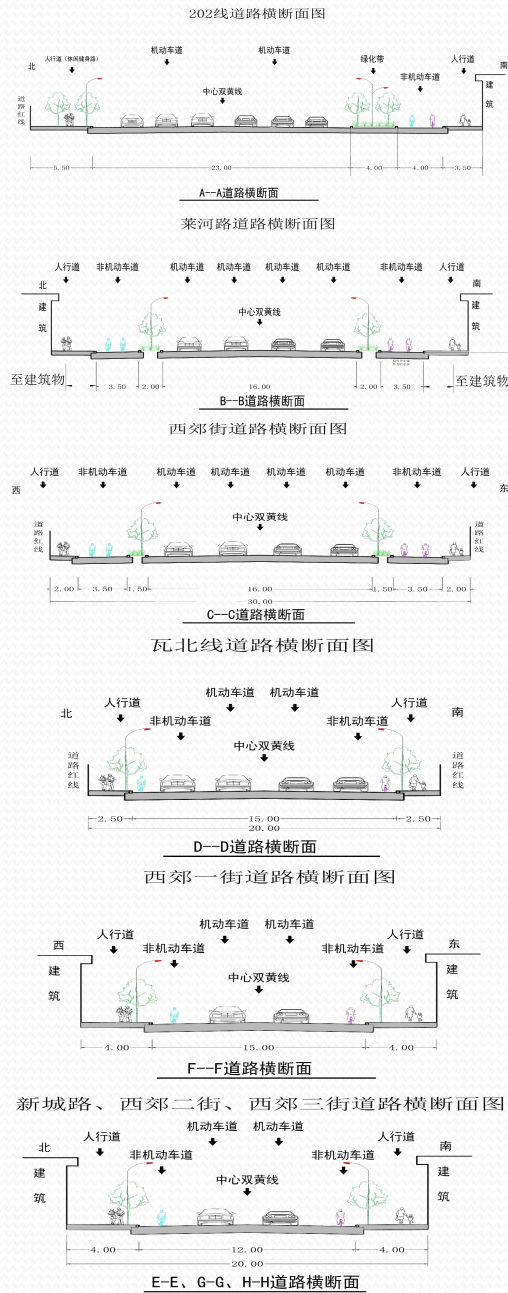 202线道路横断面图
机动车道 机动车道
人行道（休闲健身路） 绿化带 人行道
北 非机动车道 南
中心双黄线
道路红线 建筑
5.50 23.00 4.00 4.00 3.50
A--A道路横断面
莱河路道路横断面图
人行道 非机动车道 机动车道 机动车道 机动车道 机动车道 非机动车道 人行道
北 南
建筑 中心双黄线 建筑
至建筑物 3.50 2.00 16.00 2.00 3.50 至建筑物
B--B道路横断面
西郊街道路横断面图
人行道 非机动车道 机动车道 机动车道 机动车道 机动车道 非机动车道 人行道
西 东
道路红线 中心双黄线 道路红线
2.00 3.50 1.50 16.00 1.50 3.50 2.00
30.00
C--C道路横断面
瓦北线道路横断面图
机动车道 机动车道
人行道 人行道
北 南
非机动车道 非机动车道
中心双黄线
道路红线 道路红线
2.50 15.00 2.50
20.00
D--D道路横断面
西郊一街道路横断面图
机动车道 机动车道
人行道 人行道
西 非机动车道 非机动车道 东
建筑 中心双黄线 建筑
4.00 15.00 4.00
F--F道路横断面
新城路、西郊二街、西郊三街道路横断面图
机动车道 机动车道
人行道 人行道
北 南
非机动车道 非机动车道
建筑 中心双黄线 建筑
4.00 12.00 4.00
20.00
E-E、G-G、H-H道路横断面